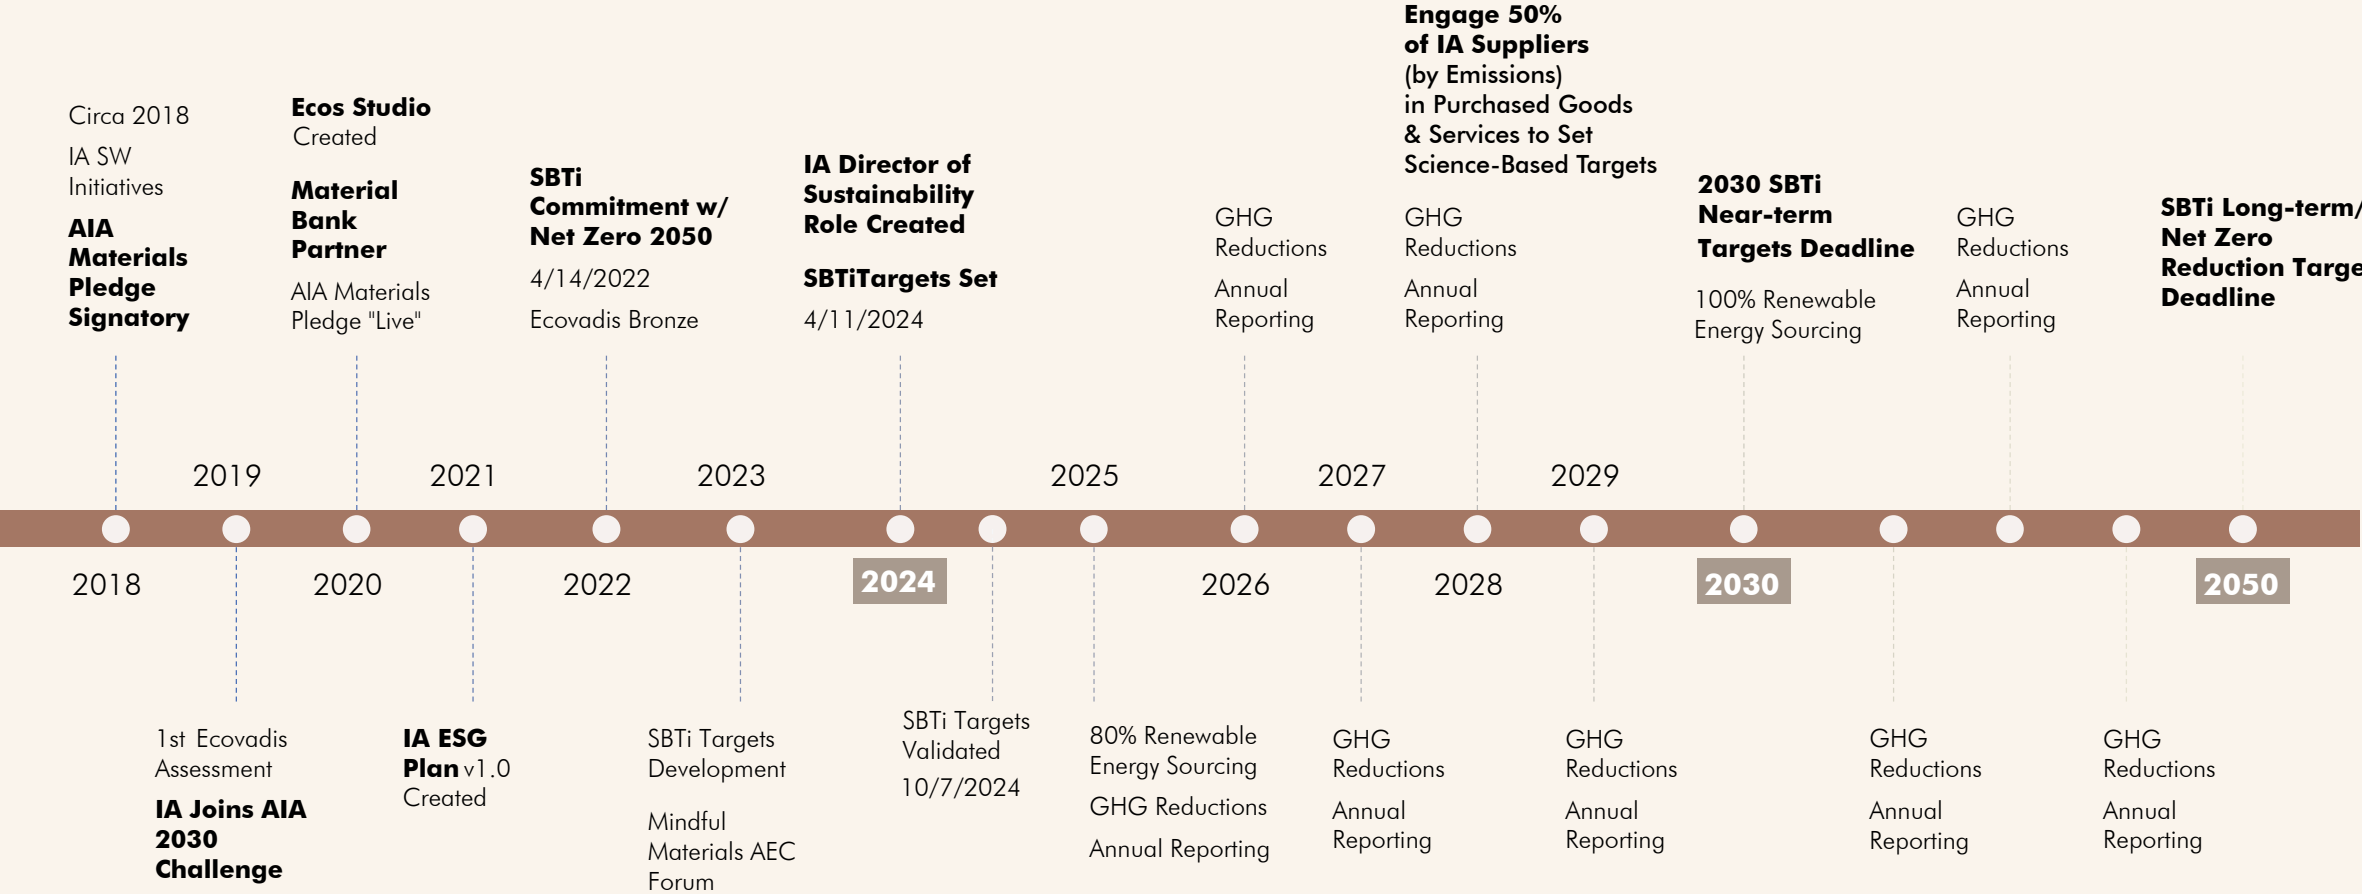 Circa 2018
IA SW
Initiatives
AIA
Materials
Pledge
Signatory
Ecos Studio
Created
Material
Bank
Partner
AIA Materials
Pledge "Live"
SBTi
Commitment w/
Net Zero 2050
4/14/2022
Ecovadis Bronze
IA Director of
Sustainability
Role Created
SBTiTargets Set
4/11/2024
GHG
Reductions
Annual
Reporting
Engage 50%
of IA Suppliers
(by Emissions)
in Purchased Goods
& Services to Set
Science-Based Targets
GHG
Reductions
Annual
Reporting
2030 SBTi
Near-term
Targets Deadline
100% Renewable
Energy Sourcing
GHG
Reductions
Annual
Reporting
SBTi Long-term/
Net Zero
Reduction Targe
Deadline
2019
2021
2023
2025
2027
2029
2018
2020
2022
2024
2026
2028
2030
2050
1st Ecovadis
Assessment
IA Joins AIA
2030
Challenge
IA ESG
Plan v1.0
Created
SBTi Targets
Development
Mindful
Materials AEC
Forum
SBTi Targets
Validated
10/7/2024
80% Renewable
Energy Sourcing
GHG Reductions
Annual Reporting
GHG
Reductions
Annual
Reporting
GHG
Reductions
Annual
Reporting
GHG
Reductions
Annual
Reporting
GHG
Reductions
Annual
Reporting